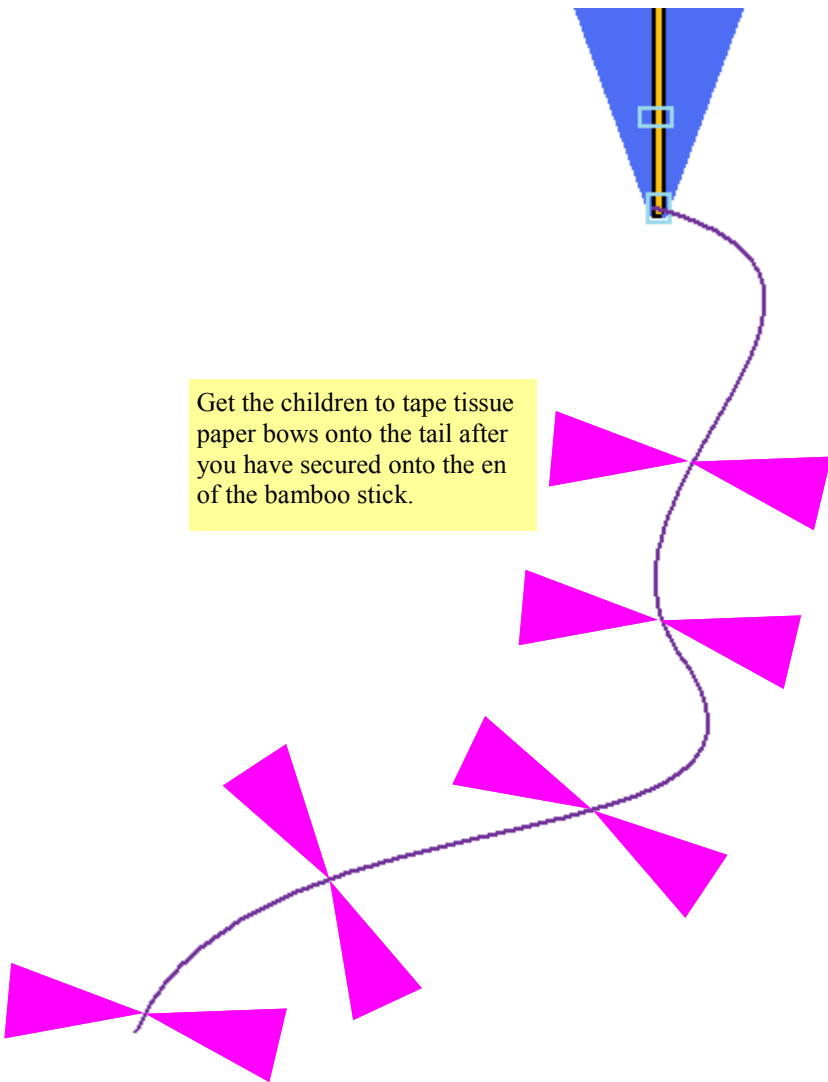 Get the children to tape tissue
paper bows onto the tail after
you have secured onto the en
of the bamboo stick.